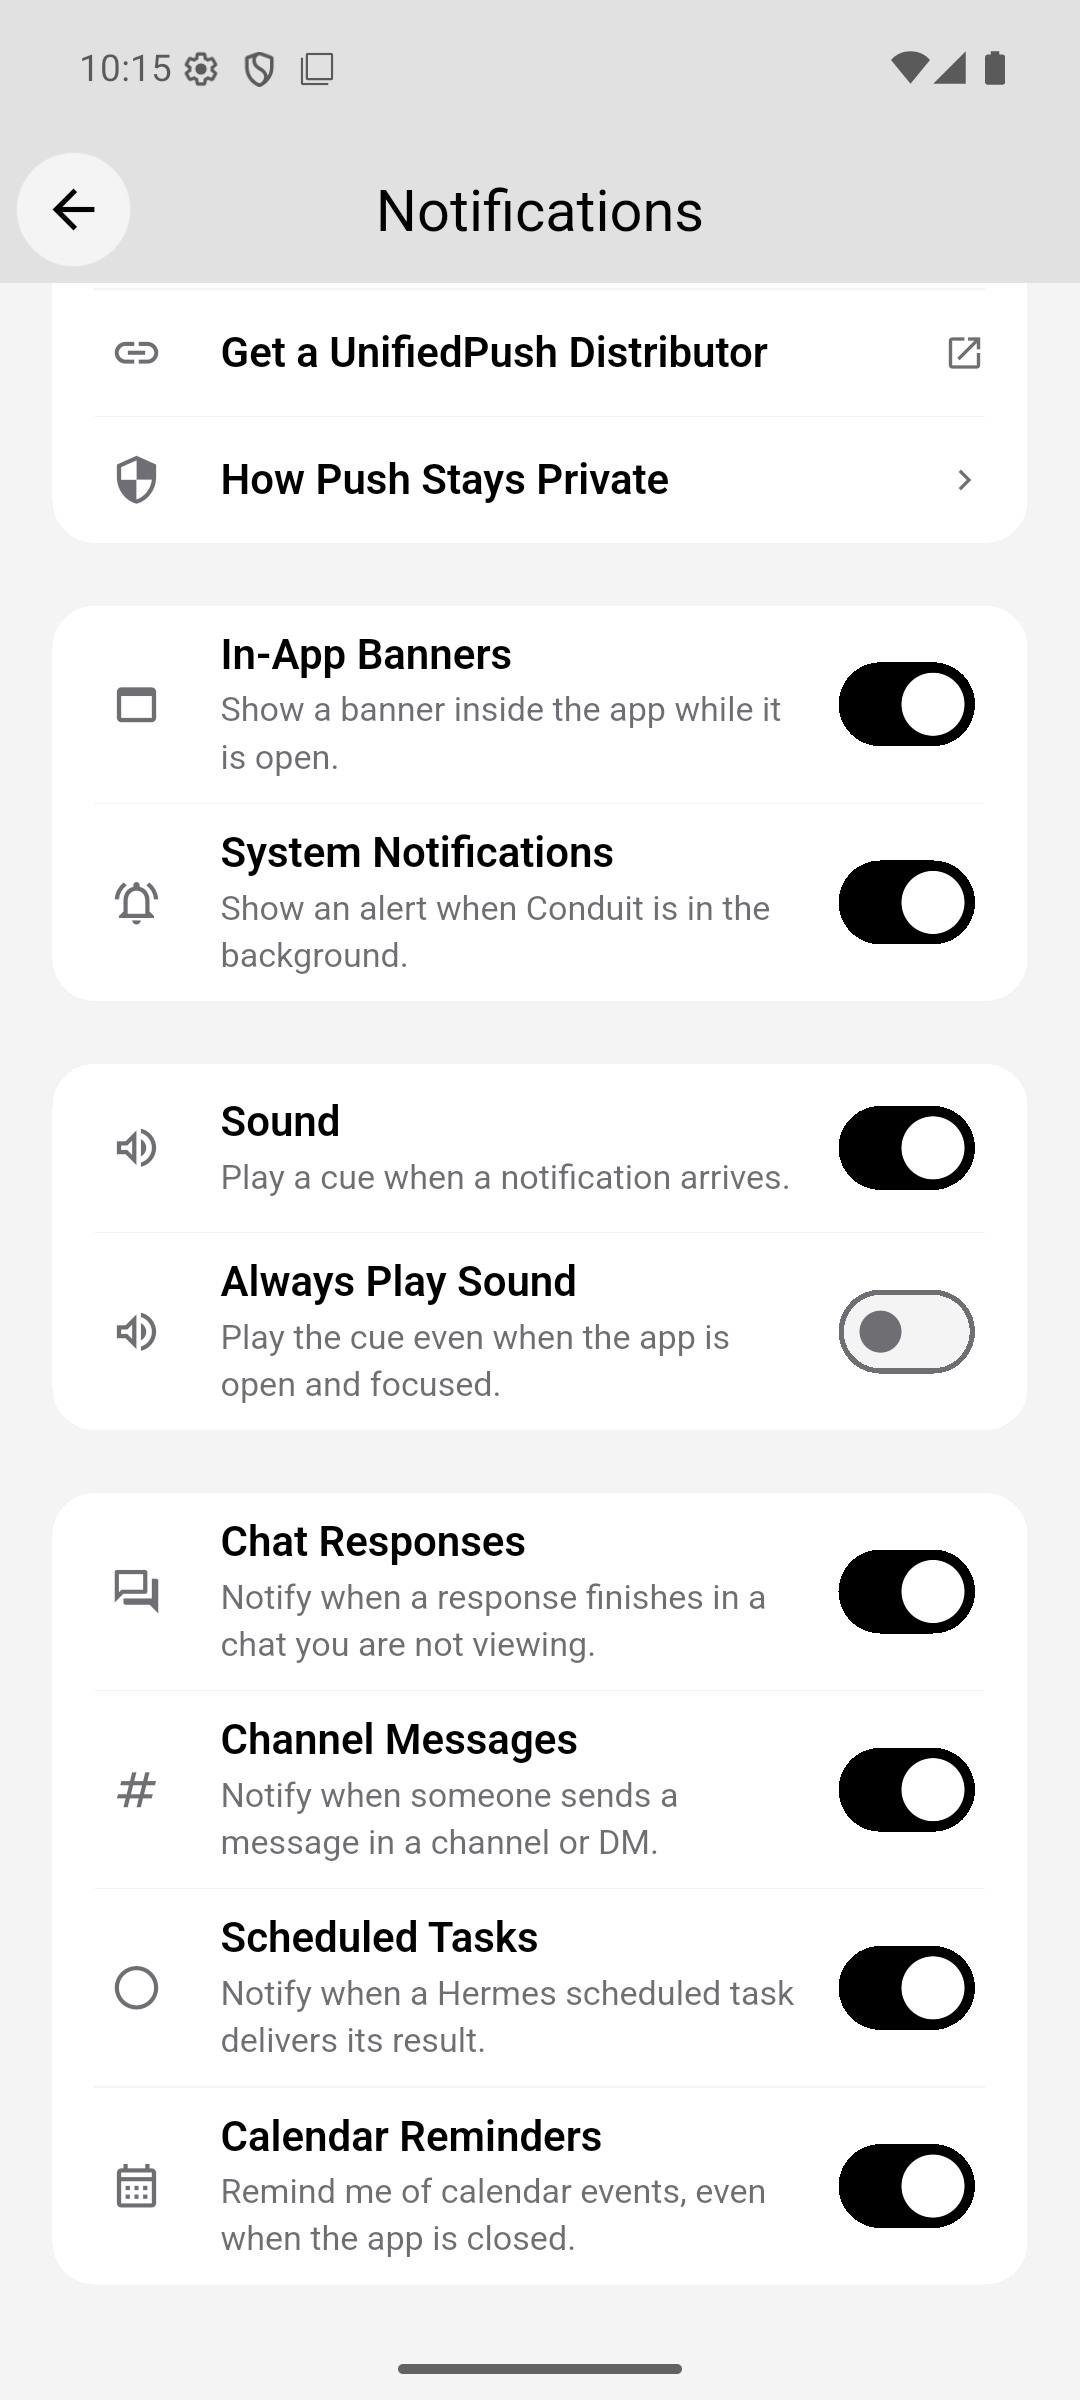 10:15
Notifications
Get a UnifiedPush Distributor
How Push Stays Private
In-App Banners
Show a banner inside the app while it
is open.
System Notifications
Show an alert when Conduit is in the
background.
Sound
Play a cue when a notification arrives.
Always Play Sound
Play the cue even when the app is
open and focused.
Chat Responses
Notify when a response finishes in a
chat you are not viewing.
Channel Messages
Notify when someone sends a
message in a channel or DM.
Scheduled Tasks
Notify when a Hermes scheduled task
delivers its result.
Calendar Reminders
Remind me of calendar events, even
when the app is closed.